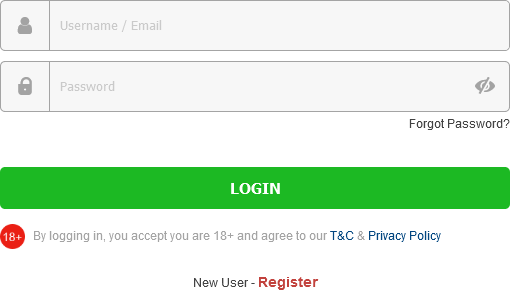 Username / Email
Password
Forgot Password?
LOGIN
18+ By logging in, you accept you are 18+ and agree to our T&C & Privacy Policy
New User - Register